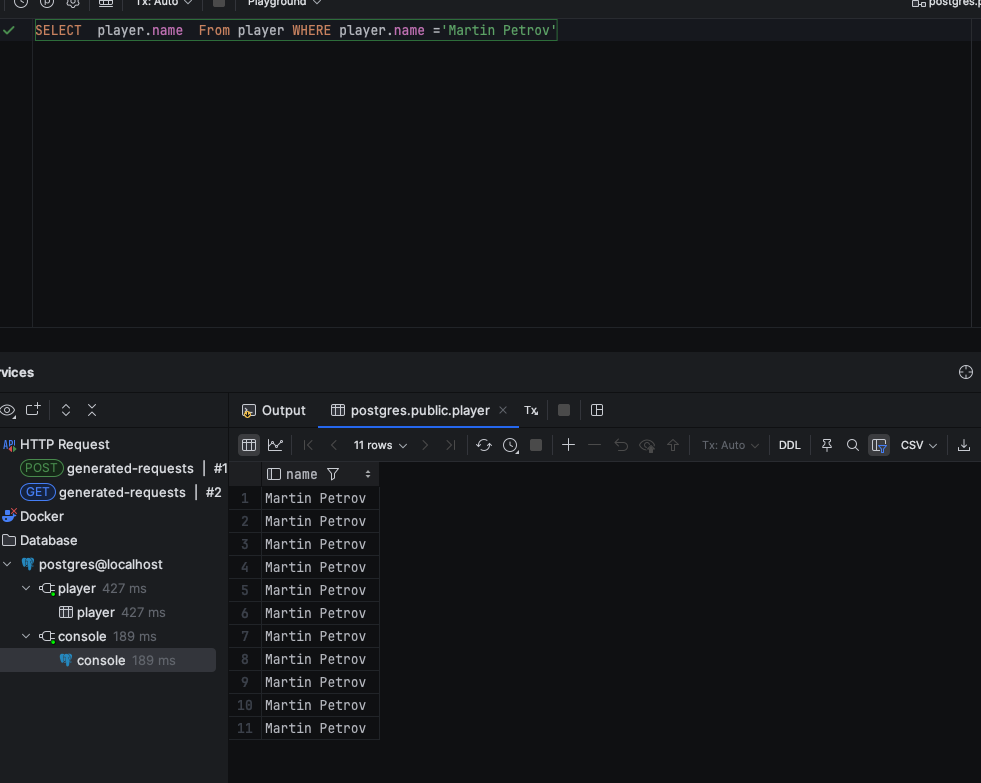 Tx: Auto
Playground
SELECT  player.name  From player WHERE player.name ='Martin Petrov'
rvices
Output
postgres.public.player
Tx
11 rows
Tx: Auto
DDL
CSV
API
HTTP Request
POST generated-requests | #1
GET generated-requests | #2
Docker
Database
postgres@localhost
player 427 ms
player 427 ms
console 189 ms
console 189 ms
name
1 Martin Petrov
2 Martin Petrov
3 Martin Petrov
4 Martin Petrov
5 Martin Petrov
6 Martin Petrov
7 Martin Petrov
8 Martin Petrov
9 Martin Petrov
10 Martin Petrov
11 Martin Petrov